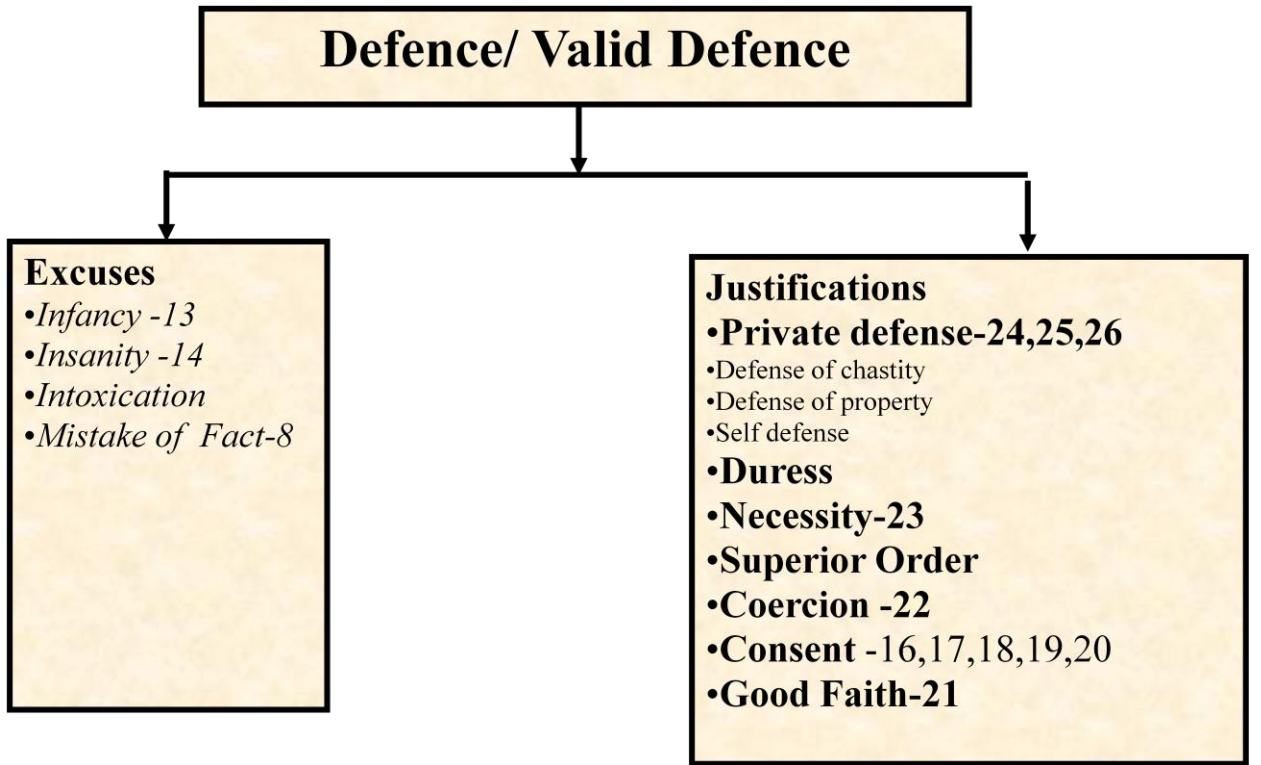 Defence/ Valid Defence
Excuses
•Infancy -13
•Insanity -14
•Intoxication
•Mistake of Fact-8
Justifications
•Private defense-24,25,26
•Defense of chastity
•Defense of property
•Self defense
•Duress
•Necessity-23
•Superior Order
•Coercion -22
•Consent -16,17,18,19,20
•Good Faith-21